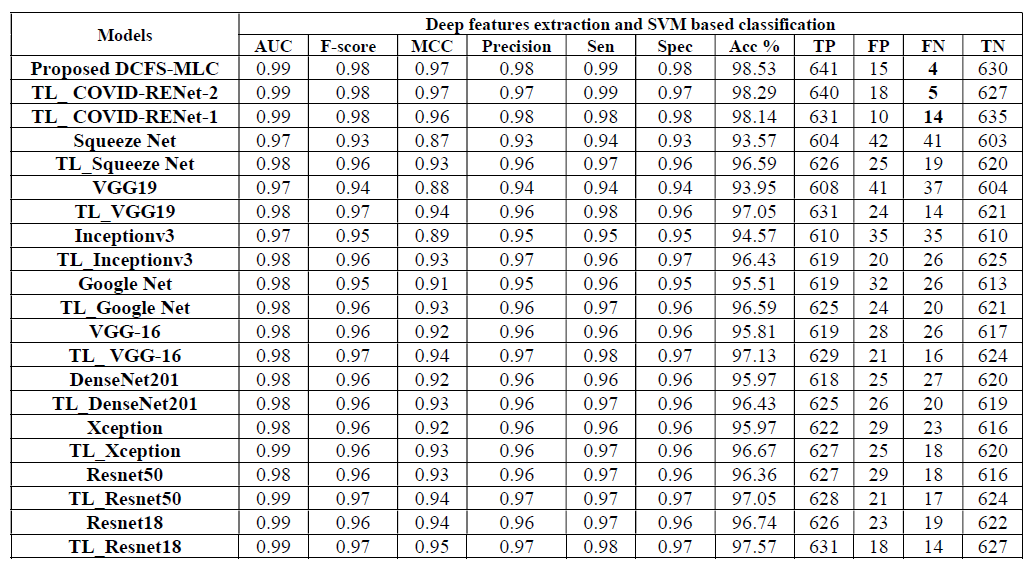 Models Deep features extraction and SVM based classification
AUC F-score MCC Precision Sen Spec Acc % TP FP FN TN
Proposed DCFS-MLC 0.99 0.98 0.97 0.98 0.99 0.98 98.53 641 15 4 630
TL_ COVID-RENet-2 0.99 0.98 0.97 0.97 0.99 0.97 98.29 640 18 5 627
TL_ COVID-RENet-1 0.99 0.98 0.96 0.98 0.98 0.98 98.14 631 10 14 635
Squeeze Net 0.97 0.93 0.87 0.93 0.94 0.93 93.57 604 42 41 603
TL_Squeeze Net 0.98 0.96 0.93 0.96 0.97 0.96 96.59 626 25 19 620
VGG19 0.97 0.94 0.88 0.94 0.94 0.94 93.95 608 41 37 604
TL_VGG19 0.98 0.97 0.94 0.96 0.98 0.96 97.05 631 24 14 621
Inceptionv3 0.97 0.95 0.89 0.95 0.95 0.95 94.57 610 35 35 610
TL_Inceptionv3 0.98 0.96 0.93 0.97 0.96 0.97 96.43 619 20 26 625
Google Net 0.98 0.95 0.91 0.95 0.96 0.95 95.51 619 32 26 613
TL_Google Net 0.98 0.96 0.93 0.96 0.97 0.96 96.59 625 24 20 621
VGG-16 0.98 0.96 0.92 0.96 0.96 0.96 95.81 619 28 26 617
TL_ VGG-16 0.98 0.97 0.94 0.97 0.98 0.97 97.13 629 21 16 624
DenseNet201 0.98 0.96 0.92 0.96 0.96 0.96 95.97 618 25 27 620
TL_DenseNet201 0.98 0.96 0.93 0.96 0.97 0.96 96.43 625 26 20 619
Xception 0.98 0.96 0.92 0.96 0.96 0.96 95.97 622 29 23 616
TL_Xception 0.99 0.96 0.93 0.96 0.97 0.96 96.67 627 25 18 620
Resnet50 0.98 0.96 0.93 0.96 0.97 0.96 96.36 627 29 18 616
TL_Resnet50 0.99 0.97 0.94 0.97 0.97 0.97 97.05 628 21 17 624
Resnet18 0.99 0.96 0.94 0.96 0.97 0.96 96.74 626 23 19 622
TL_Resnet18 0.99 0.97 0.95 0.97 0.98 0.97 97.57 631 18 14 627